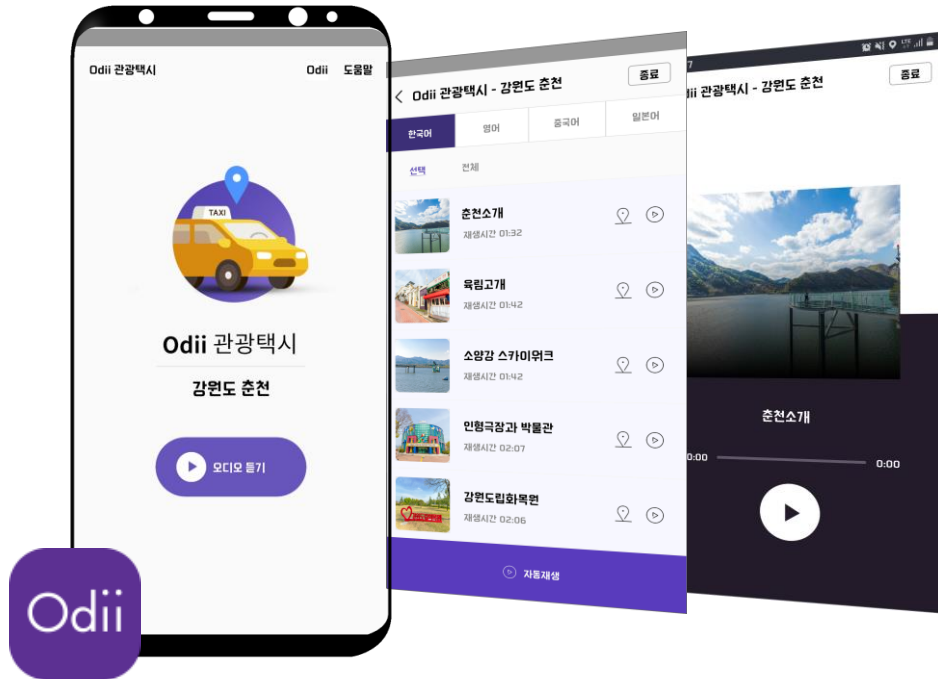 Odii 관광택시
Odii 도움말
TAXI
Odii 관광택시
강원도 춘천
오디오 듣기
Odii
Odii 관광택시 - 강원도 춘천
종료
한국어 영어 중국어 일본어
선택 전체
춘천소개
재생시간 01:32
육림고개
재생시간 01:42
소양강 스카이워크
재생시간 01:42
인형극장과 박물관
재생시간 02:07
강원도립화목원
재생시간 02:06
자동재생
LTE
관광택시 - 강원도 춘천
종료
춘천소개
0:00
0:00